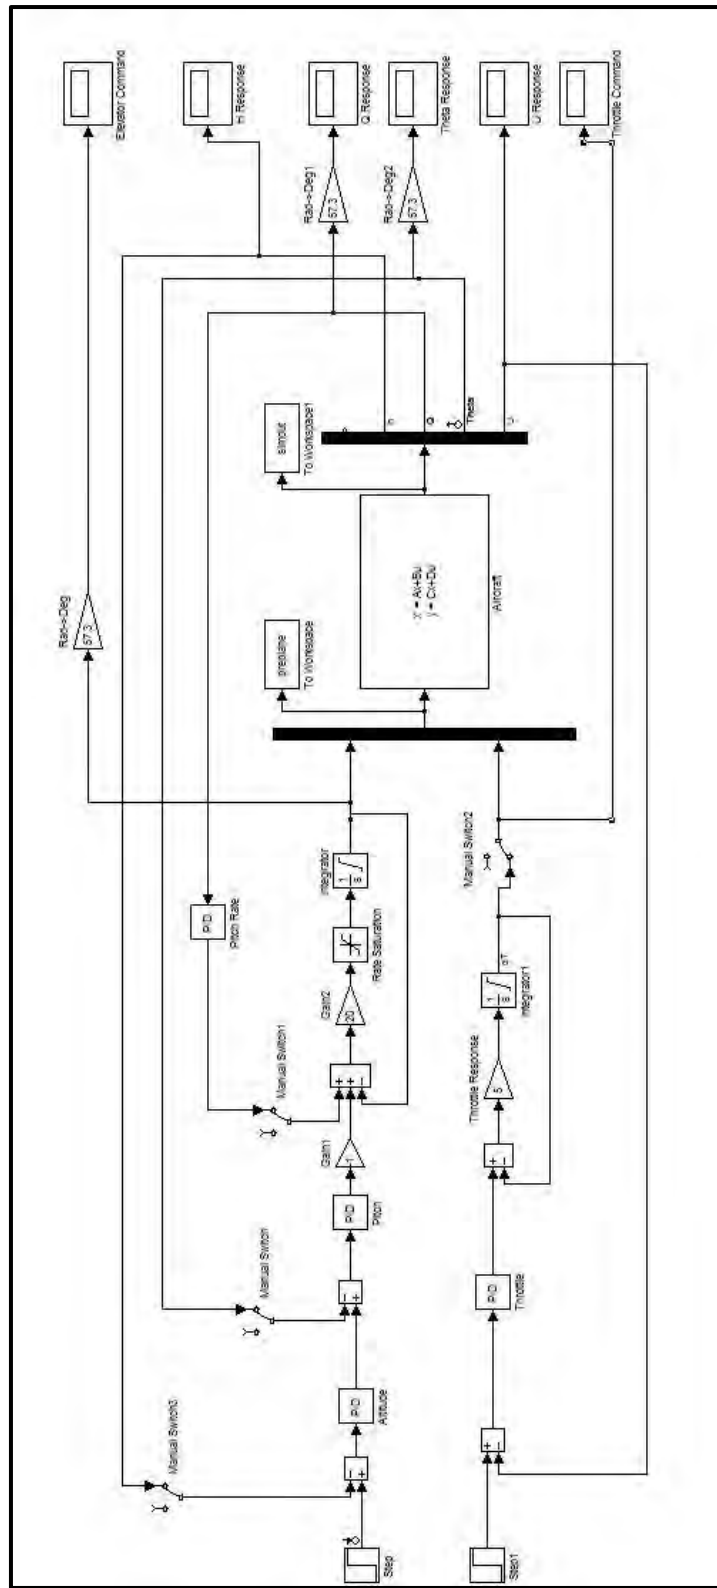 Elevator Command
H Response
Q Response
Theta Response
U Response
Throttle Command
Rad->Deg1
57.3
Rad->Deg2
57.3
Rad->Deg
57.3
simout
To Workspace1
h
Q
Theta
U
preplane
To Workspace
x' = Ax+Bu
y = Cx+Du
Aircraft
PID
Pitch Rate
Manual Switch1
Manual Switch
Manual Switch3
Manual Switch2
Integrator
1
s
Rate Saturation
Gain2
20
+
+
−
Gain1
1
PID
Pitch
−
+
PID
Altitude
−
+
Step
dT
Integrator1
1
s
Throttle Response
5
+
−
PID
Throttle
+
−
Step1